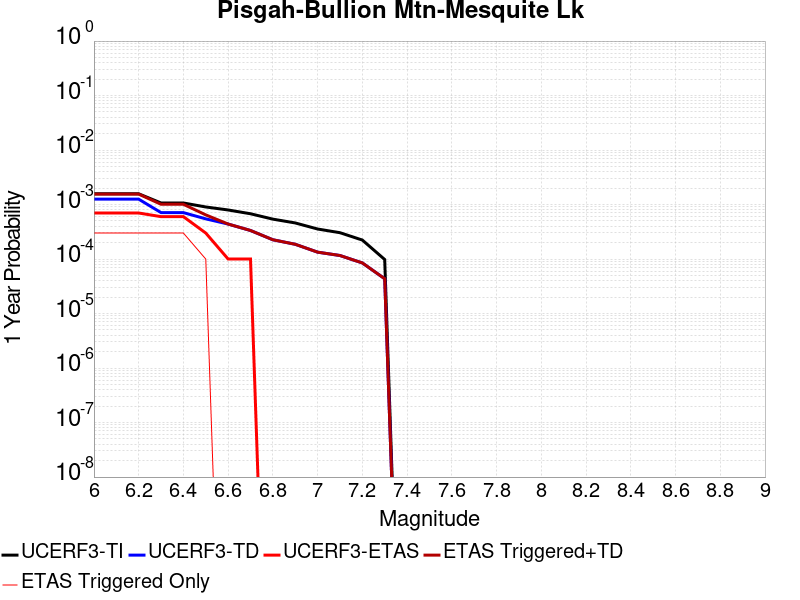 Pisgah-Bullion Mtn-Mesquite Lk
10^0
10^-1
10^-2
10^-3
10^-4
10^-5
10^-6
10^-7
10^-8
1 Year Probability
6 6.2 6.4 6.6 6.8 7 7.2 7.4 7.6 7.8 8 8.2 8.4 8.6 8.8 9
Magnitude
UCERF3-TI UCERF3-TD UCERF3-ETAS ETAS Triggered+TD
ETAS Triggered Only